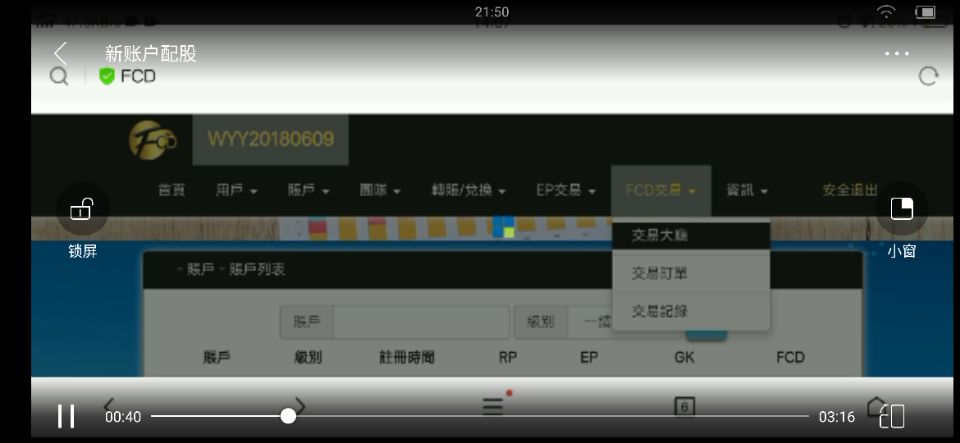 21:50
新账户配股
FCD
FCD WYY20180609
首頁 用戶 賬戶 團隊 轉賬/兌換 EP交易 FCD交易 資訊 安全退出
锁屏
小窗
交易大廳
- 賬戶 - 賬戶列表
交易訂單
賬戶 級別 --請
交易記錄
賬戶 級別 註冊時間 RP EP GK FCD
6
00:40 03:16